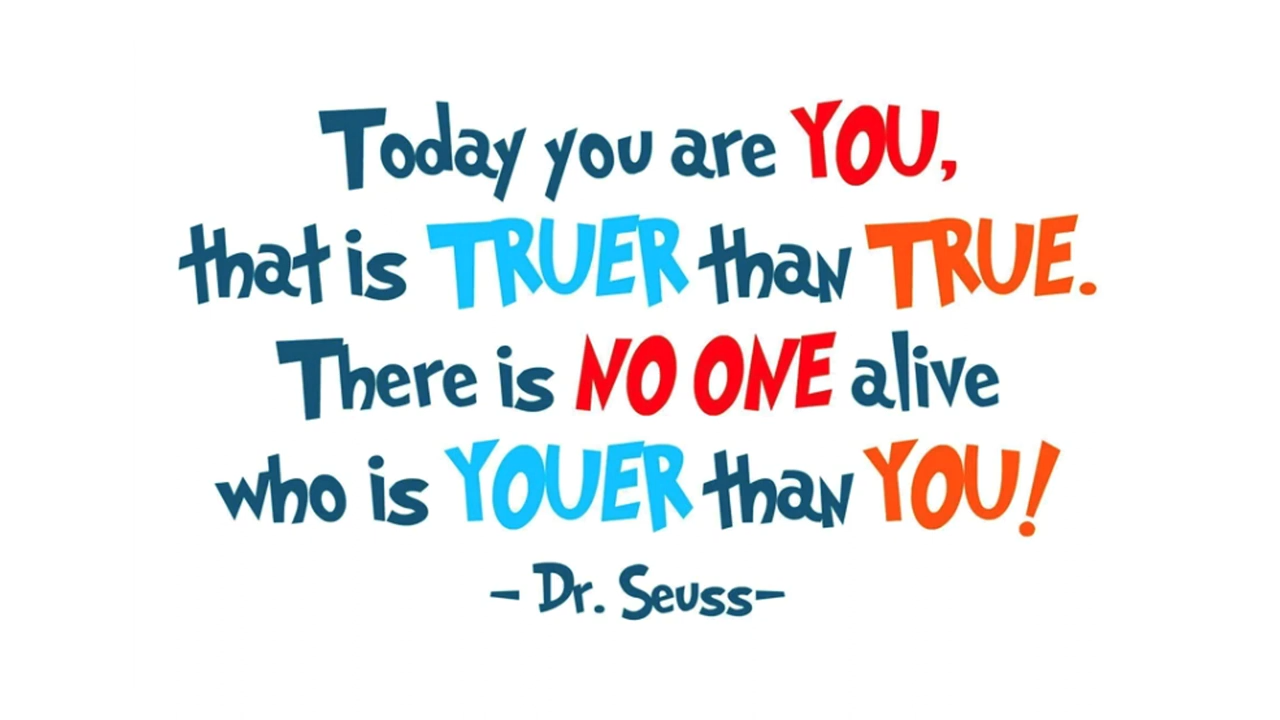 Today you are YOU,
that is TRUER than TRUE.
There is NO ONE alive
who is YOUER than YOU!
- Dr. Seuss-